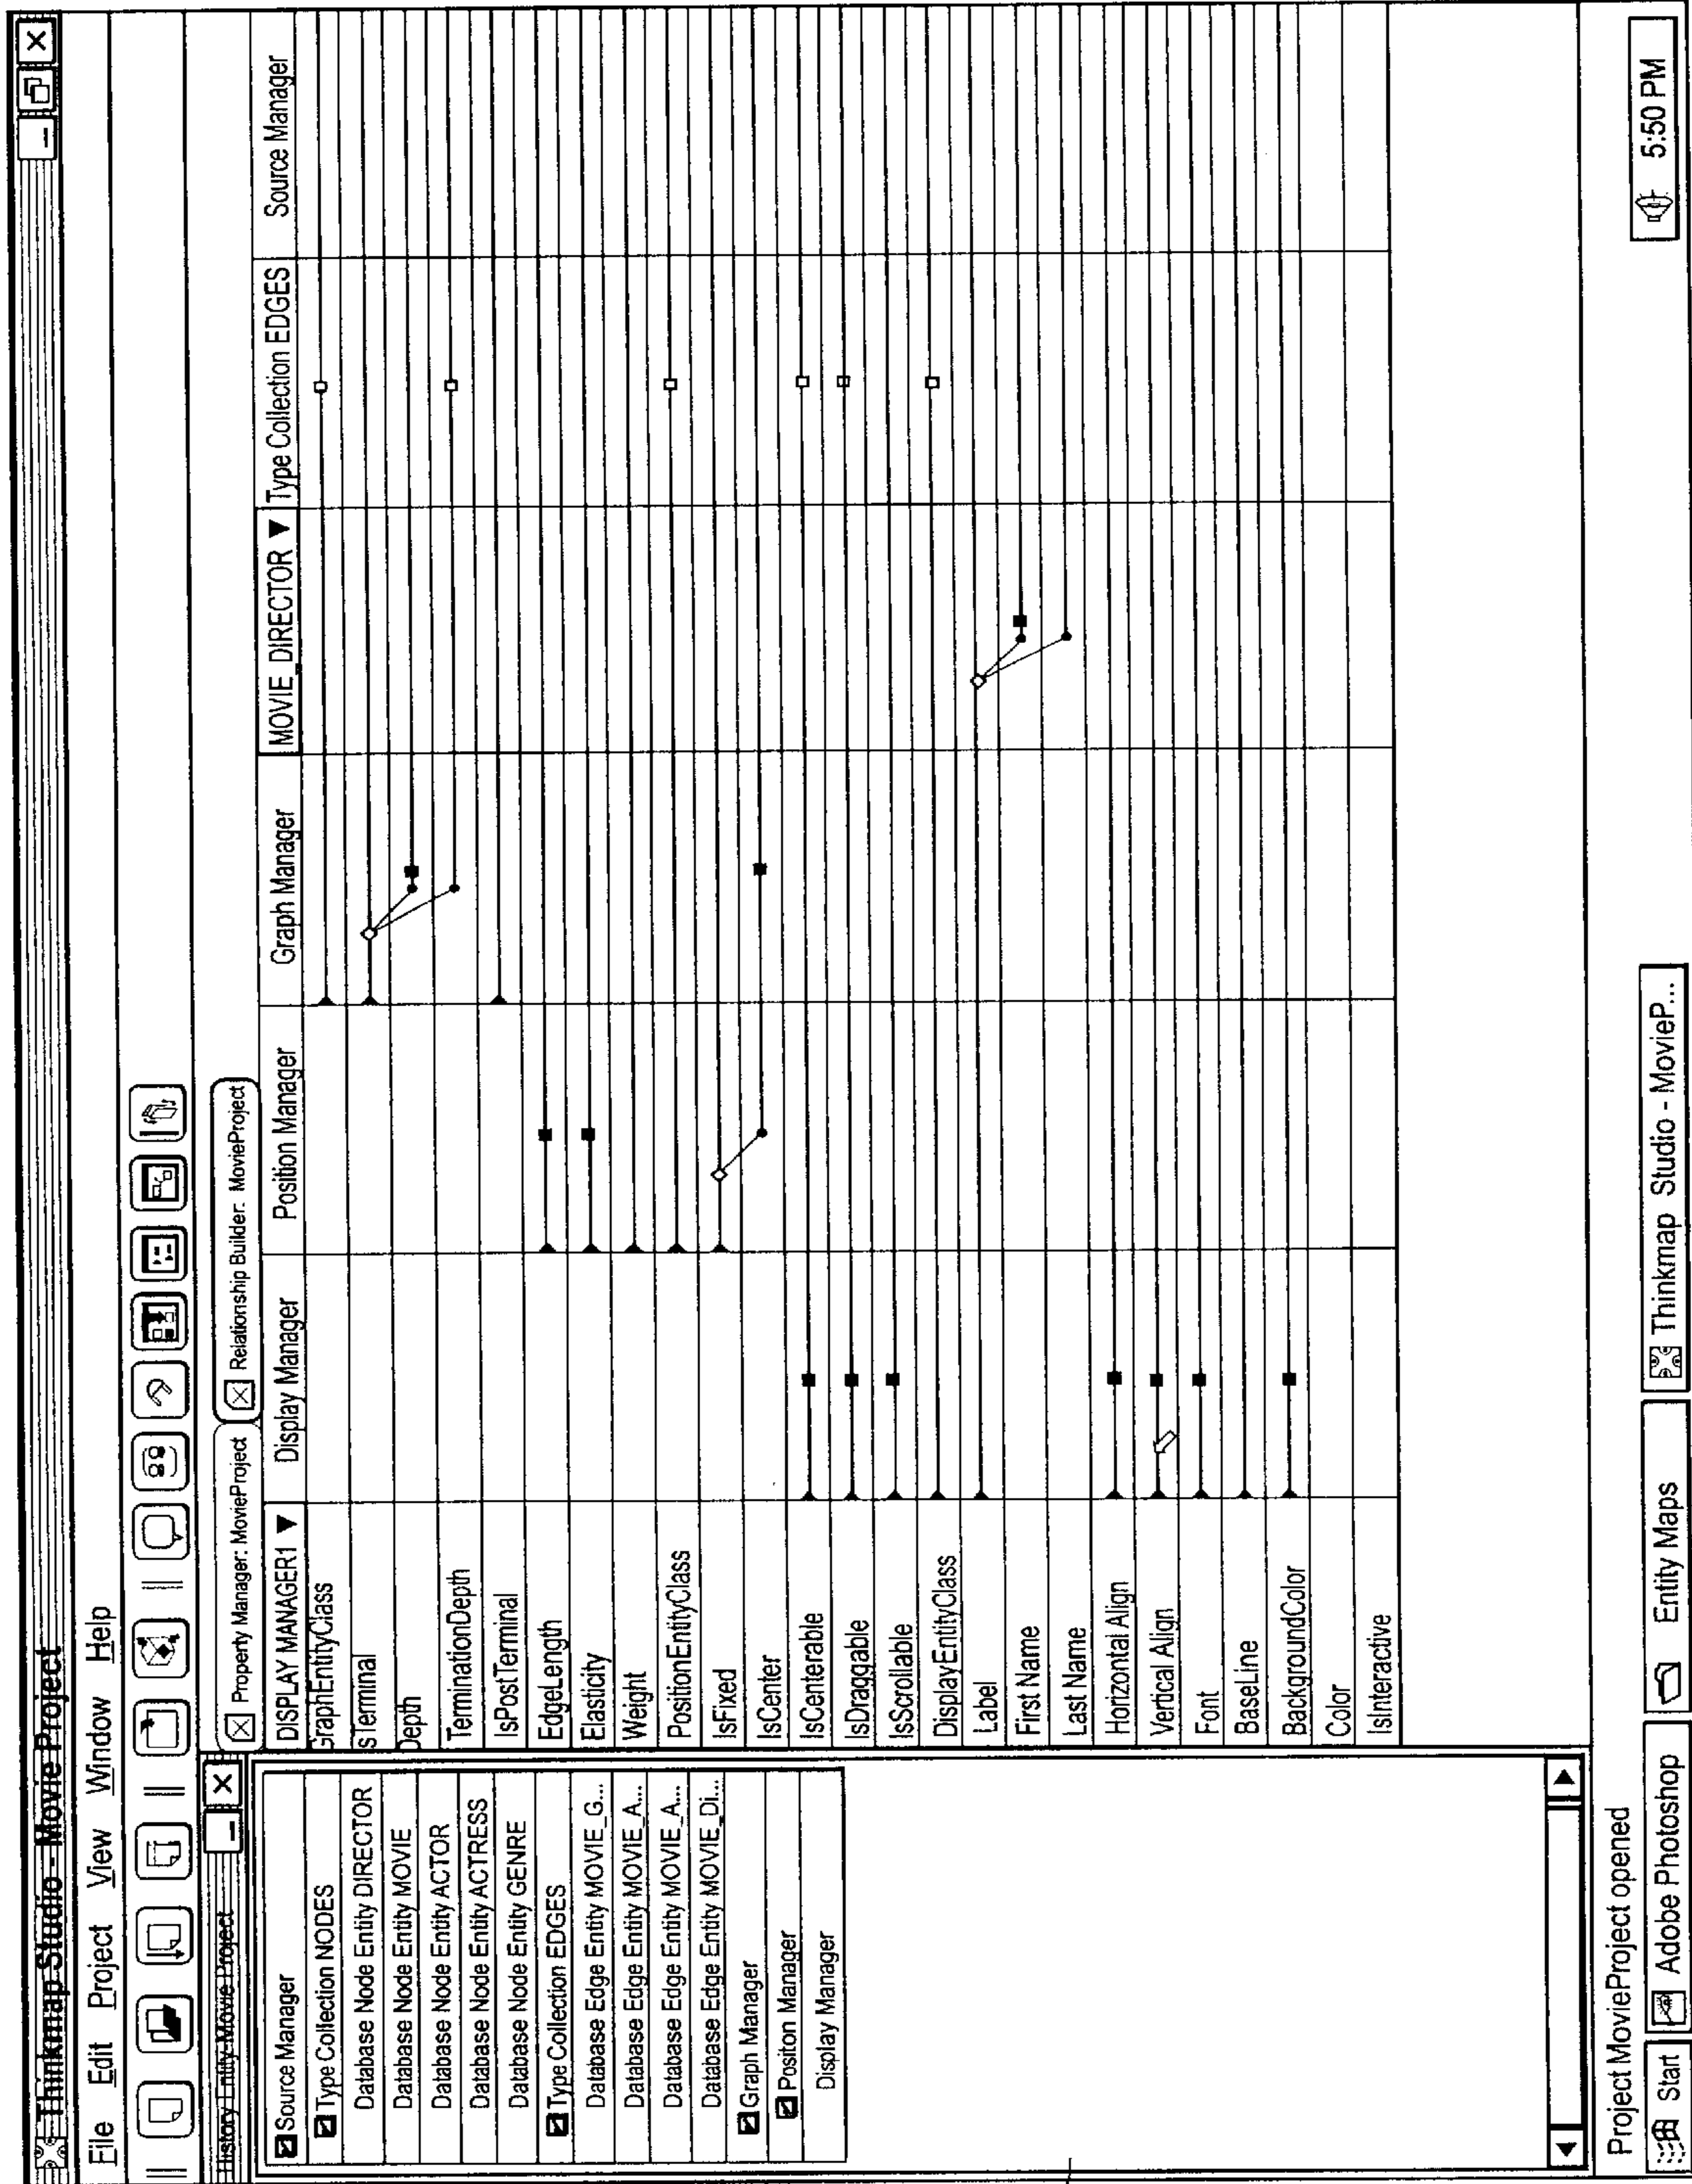 Thinkmap Studio - Movie Project
File Edit Project View Window Help
History Entity-Movie Project
Source Manager
Type Collection NODES
Database Node Entity DIRECTOR
Database Node Entity MOVIE
Database Node Entity ACTOR
Database Node Entity ACTRESS
Database Node Entity GENRE
Type Collection EDGES
Database Edge Entity MOVIE_G...
Database Edge Entity MOVIE_A...
Database Edge Entity MOVIE_A...
Database Edge Entity MOVIE_Di...
Graph Manager
Positon Manager
Display Manager
Property Manager: MovieProject Relationship Builder: MovieProject
DISPLAY MANAGER1 Display Manager Position Manager Graph Manager MOVIE_DIRECTOR Type Collection EDGES Source Manager
GraphEntityClass
sTerminal
Depth
TerminationDepth
IsPostTerminal
EdgeLength
Elasticity
Weight
PositionEntityClass
IsFixed
IsCenter
IsCenterable
IsDraggable
IsScrollable
DisplayEntityClass
Label
First Name
Last Name
Horizontal Align
Vertical Align
Font
BaseLine
BackgroundColor
Color
IsInteractive
Project MovieProject opened
Start Adobe Photoshop Entity Maps Thinkmap Studio - MovieP... 5:50 PM